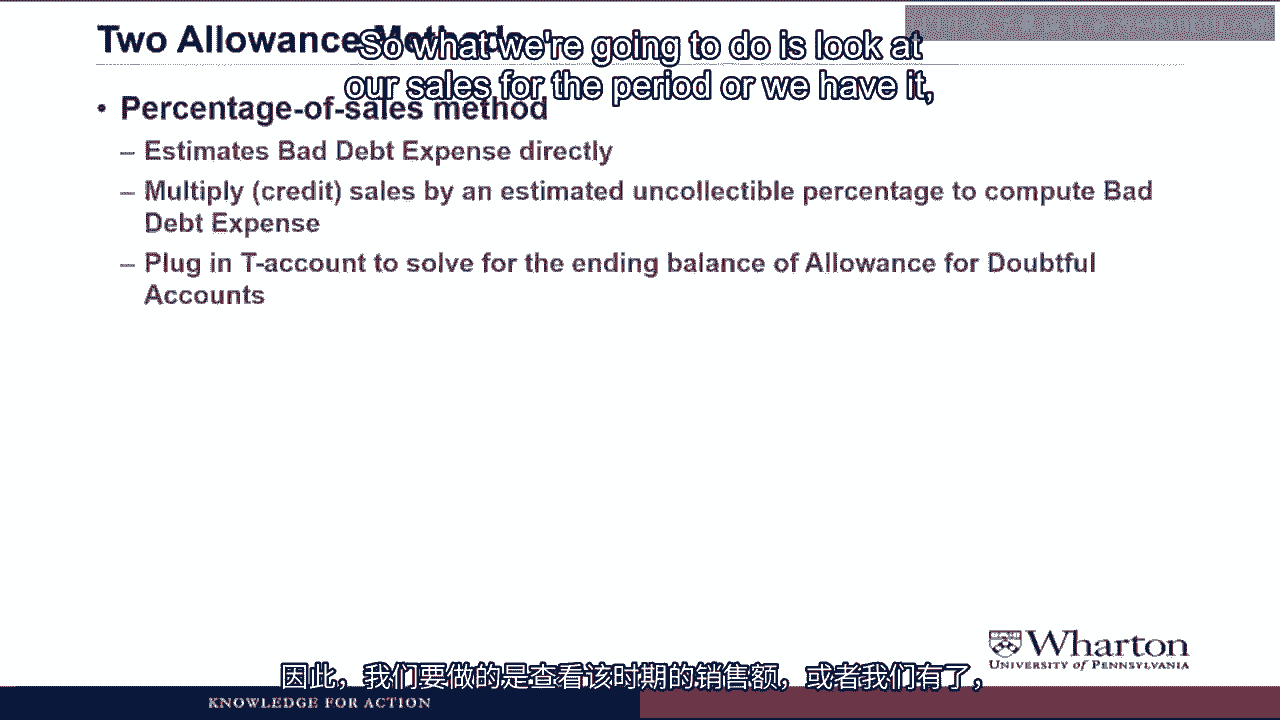 Two Allowance Methods
So what we're going to do is look at
our sales for the period or we have it,
• Percentage-of-sales method
– Estimates Bad Debt Expense directly
– Multiply (credit) sales by an estimated uncollectible percentage to compute Bad
Debt Expense
– Plug in T-account to solve for the ending balance of Allowance for Doubtful
Accounts
Wharton
UNIVERSITY of PENNSYLVANIA
因此，我们要做的是查看该时期的销售额，或者我们有了，
KNOWLEDGE FOR ACTION